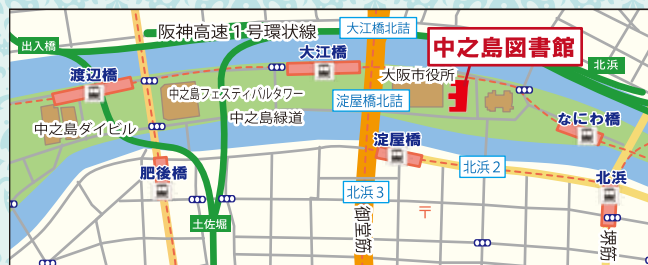 阪神高速1号環状線
大江橋北詰
出入橋
大江橋
中之島図書館
北浜
渡辺橋
大阪市役所
中之島フェスティバルタワー
淀屋橋北詰
なにわ橋
中之島ダイビル
中之島緑道
淀屋橋
肥後橋
北浜2
北浜
北浜3
〒
土佐堀
御堂筋
堺筋